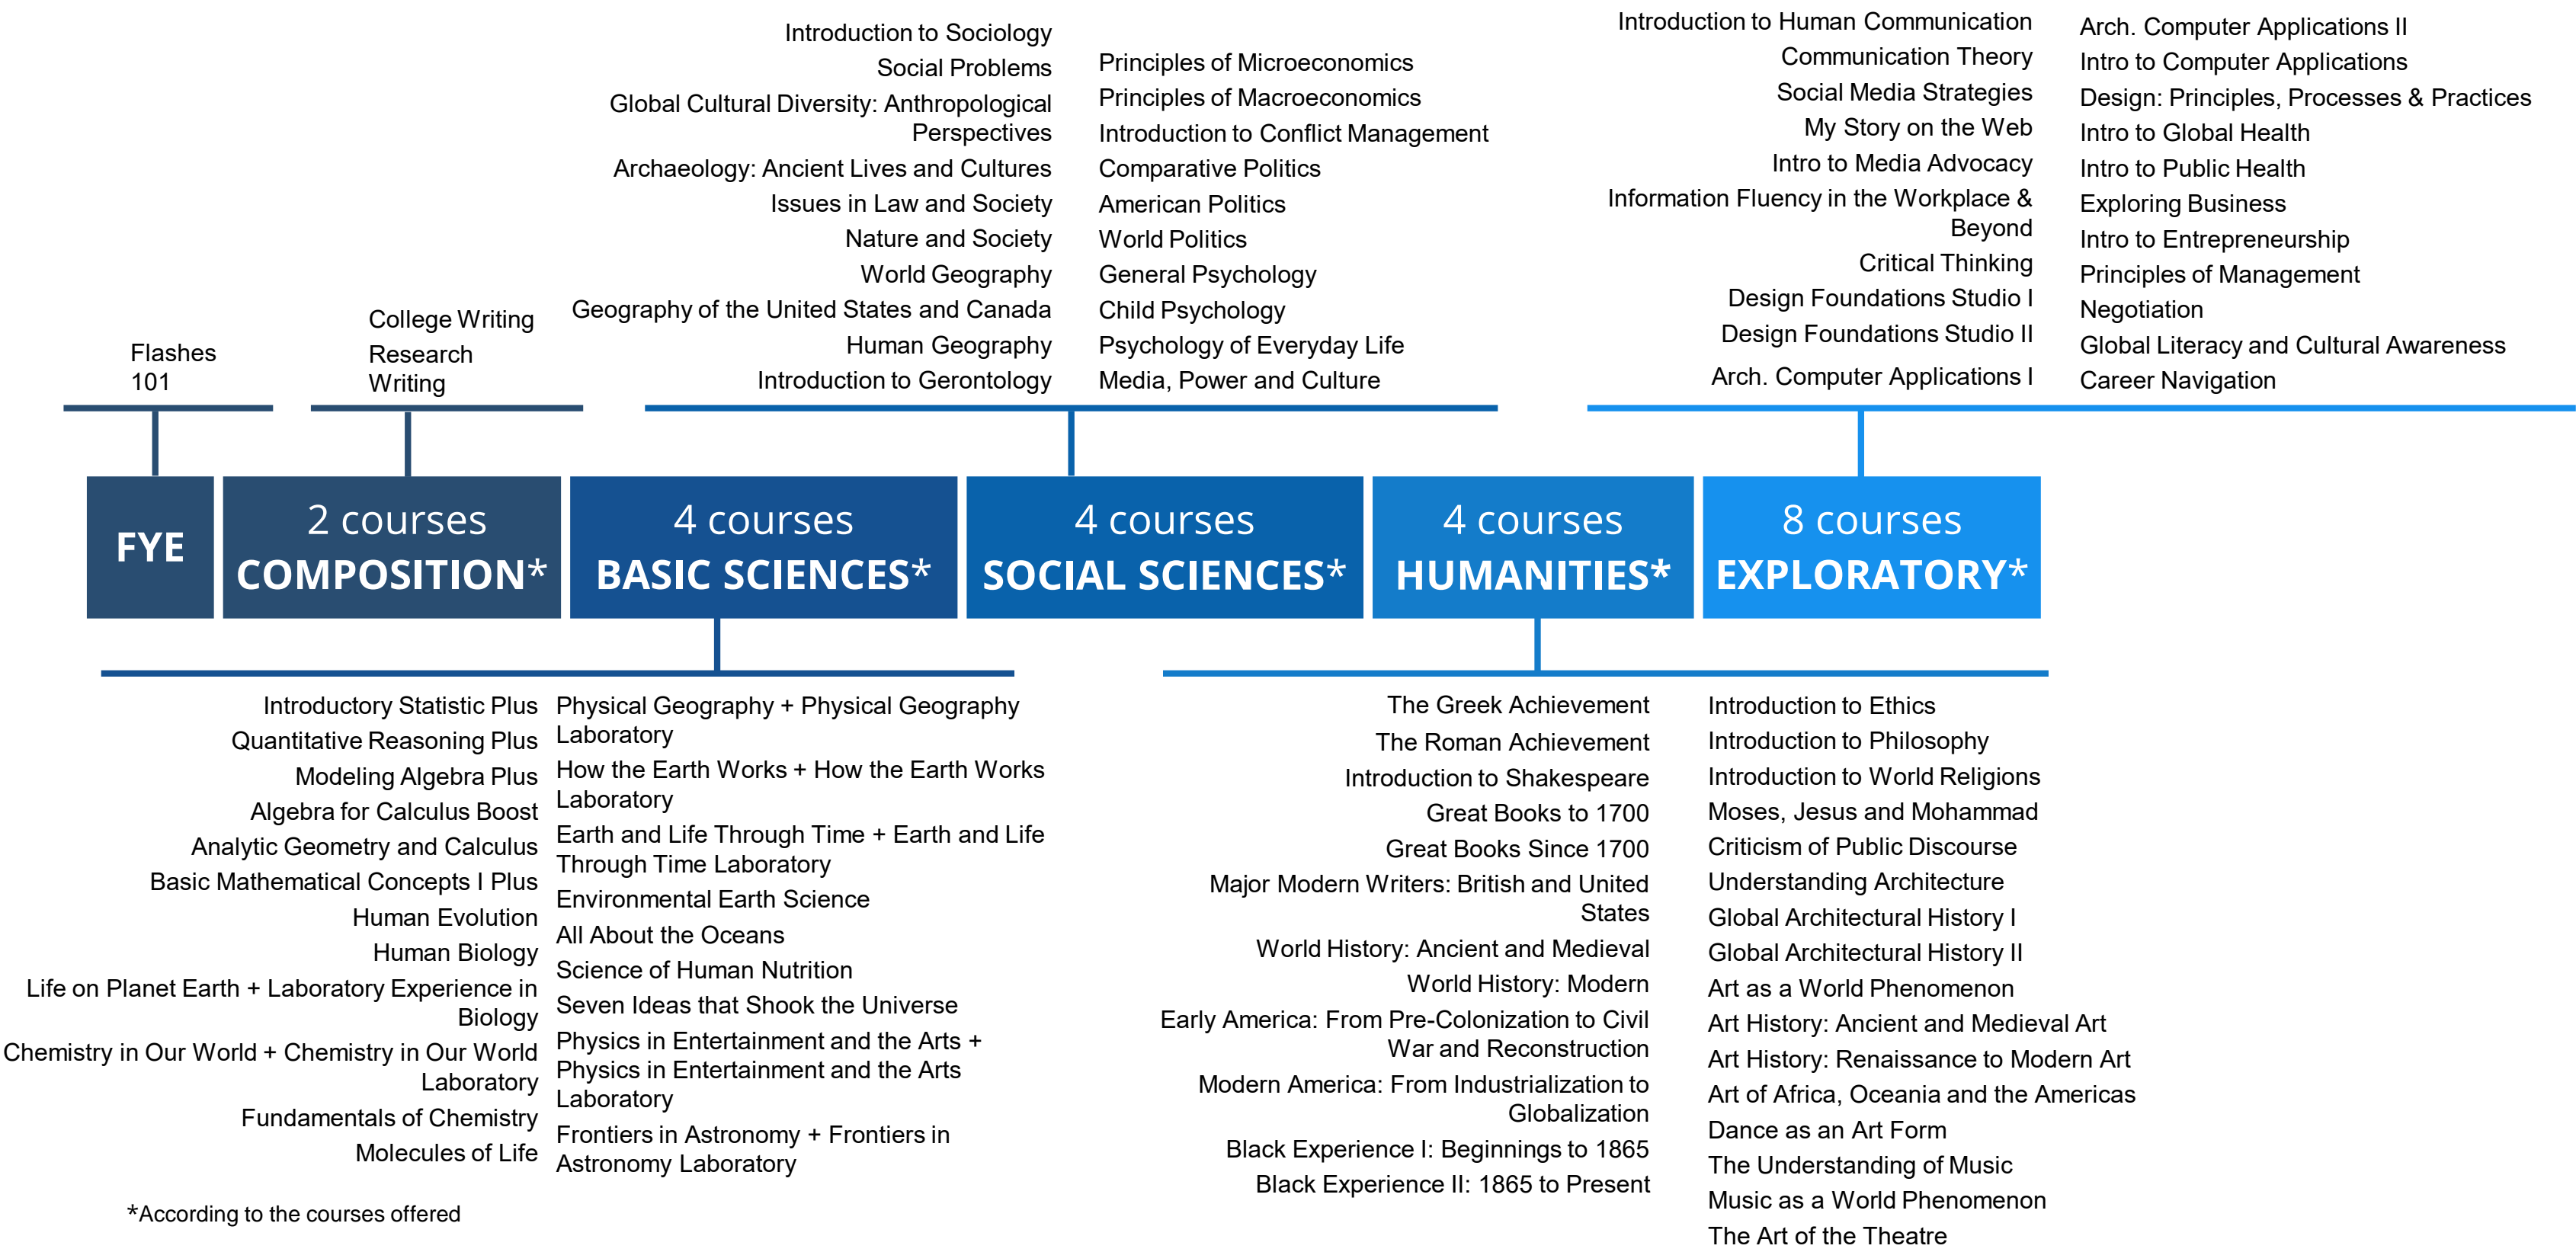 Flashes
101
College Writing
Research
Writing
Introduction to Sociology
Social Problems
Global Cultural Diversity: Anthropological
Perspectives
Archaeology: Ancient Lives and Cultures
Issues in Law and Society
Nature and Society
World Geography
Geography of the United States and Canada
Human Geography
Introduction to Gerontology
Principles of Microeconomics
Principles of Macroeconomics
Introduction to Conflict Management
Comparative Politics
American Politics
World Politics
General Psychology
Child Psychology
Psychology of Everyday Life
Media, Power and Culture
Introduction to Human Communication
Communication Theory
Social Media Strategies
My Story on the Web
Intro to Media Advocacy
Information Fluency in the Workplace &
Beyond
Critical Thinking
Design Foundations Studio I
Design Foundations Studio II
Arch. Computer Applications I
Arch. Computer Applications II
Intro to Computer Applications
Design: Principles, Processes & Practices
Intro to Global Health
Intro to Public Health
Exploring Business
Intro to Entrepreneurship
Principles of Management
Negotiation
Global Literacy and Cultural Awareness
Career Navigation
FYE
2 courses
COMPOSITION*
4 courses
BASIC SCIENCES*
4 courses
SOCIAL SCIENCES*
4 courses
HUMANITIES*
8 courses
EXPLORATORY*
Introductory Statistic Plus
Quantitative Reasoning Plus
Modeling Algebra Plus
Algebra for Calculus Boost
Analytic Geometry and Calculus
Basic Mathematical Concepts I Plus
Human Evolution
Human Biology
Life on Planet Earth + Laboratory Experience in
Biology
Chemistry in Our World + Chemistry in Our World
Laboratory
Fundamentals of Chemistry
Molecules of Life
Physical Geography + Physical Geography
Laboratory
How the Earth Works + How the Earth Works
Laboratory
Earth and Life Through Time + Earth and Life
Through Time Laboratory
Environmental Earth Science
All About the Oceans
Science of Human Nutrition
Seven Ideas that Shook the Universe
Physics in Entertainment and the Arts +
Physics in Entertainment and the Arts
Laboratory
Frontiers in Astronomy + Frontiers in
Astronomy Laboratory
The Greek Achievement
The Roman Achievement
Introduction to Shakespeare
Great Books to 1700
Great Books Since 1700
Major Modern Writers: British and United
States
World History: Ancient and Medieval
World History: Modern
Early America: From Pre-Colonization to Civil
War and Reconstruction
Modern America: From Industrialization to
Globalization
Black Experience I: Beginnings to 1865
Black Experience II: 1865 to Present
Introduction to Ethics
Introduction to Philosophy
Introduction to World Religions
Moses, Jesus and Mohammad
Criticism of Public Discourse
Understanding Architecture
Global Architectural History I
Global Architectural History II
Art as a World Phenomenon
Art History: Ancient and Medieval Art
Art History: Renaissance to Modern Art
Art of Africa, Oceania and the Americas
Dance as an Art Form
The Understanding of Music
Music as a World Phenomenon
The Art of the Theatre
*According to the courses offered